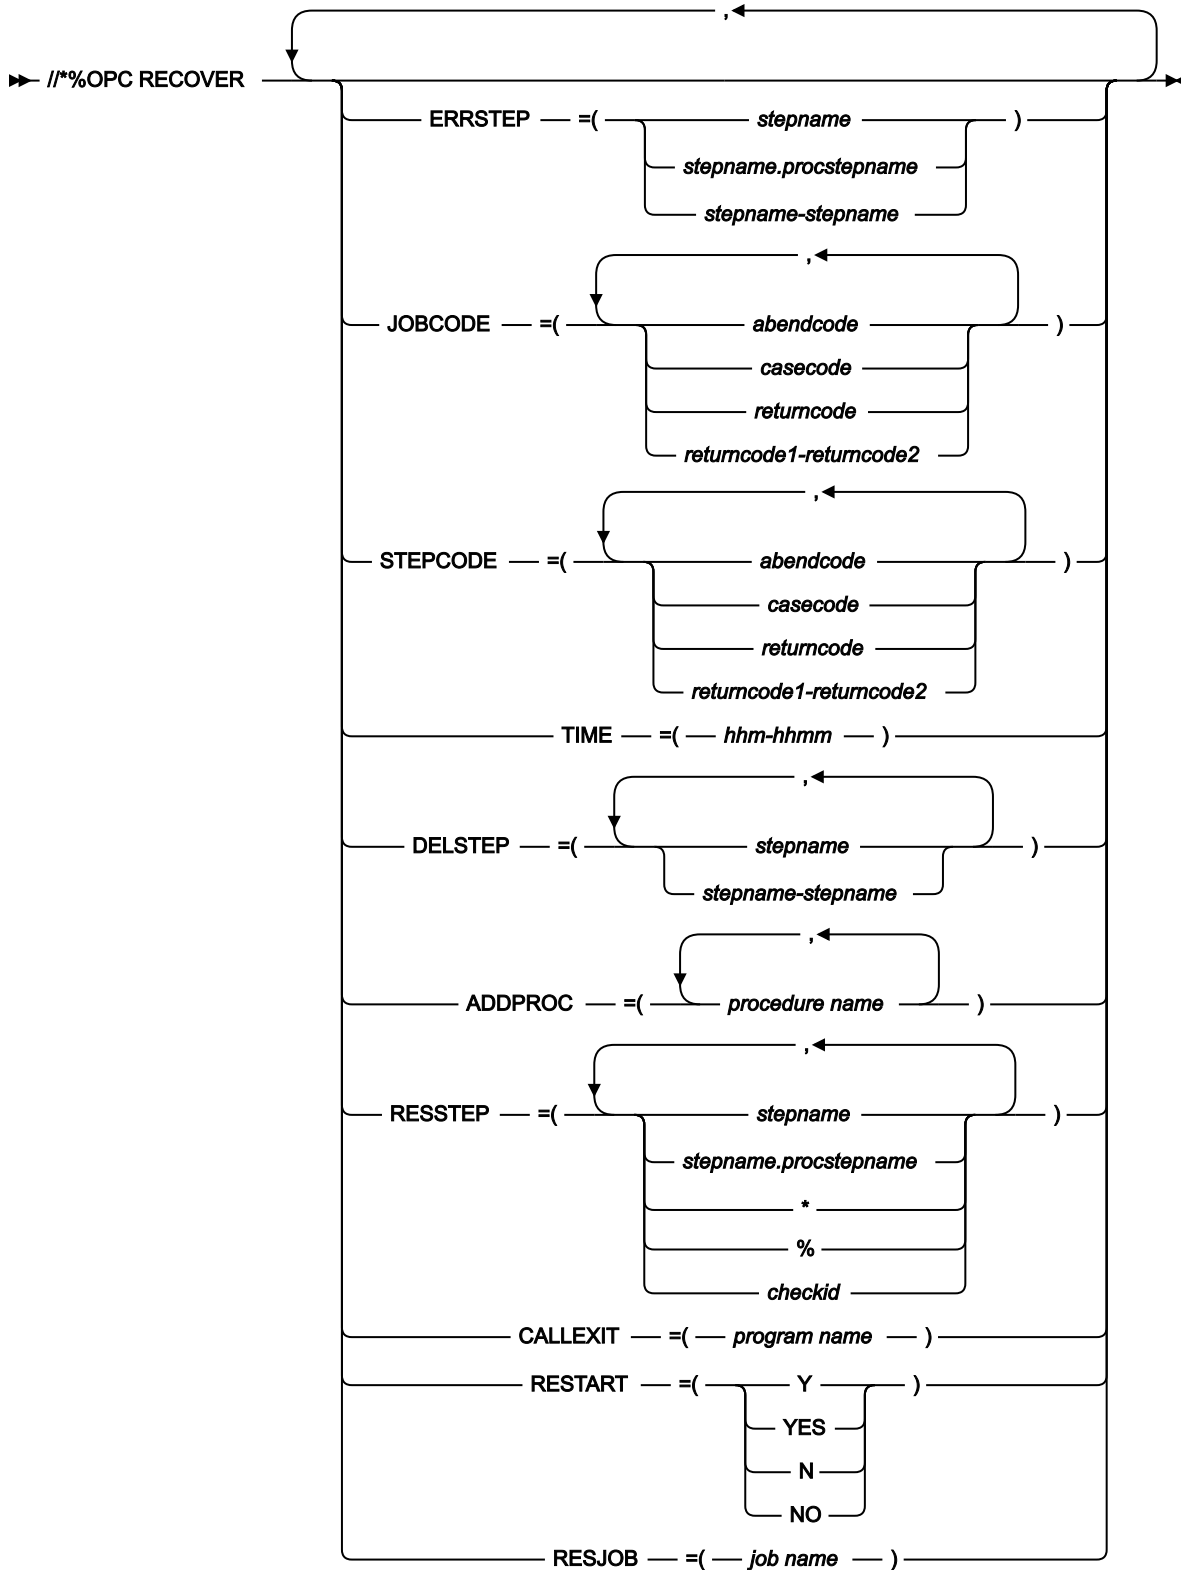 ,
//*%OPC RECOVER
ERRSTEP =( stepname )
stepname.procstepname
stepname-stepname
,
JOBCODE =( abendcode )
casecode
returncode
returncode1-returncode2
,
STEPCODE =( abendcode )
casecode
returncode
returncode1-returncode2
TIME =( hhm-hhmm )
,
DELSTEP =( stepname )
stepname-stepname
,
ADDPROC =( procedure name )
,
RESSTEP =( stepname )
stepname.procstepname
*
%
checkid
CALLEXIT =( program name )
RESTART =( Y )
YES
N
NO
RESJOB =( job name )